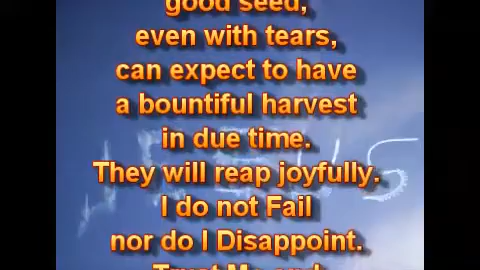 good seed,
even with tears,
can expect to have
a bountiful harvest
in due time.
They will reap joyfully.
I do not Fail
nor do I Disappoint.
Trust Me and
JESUS